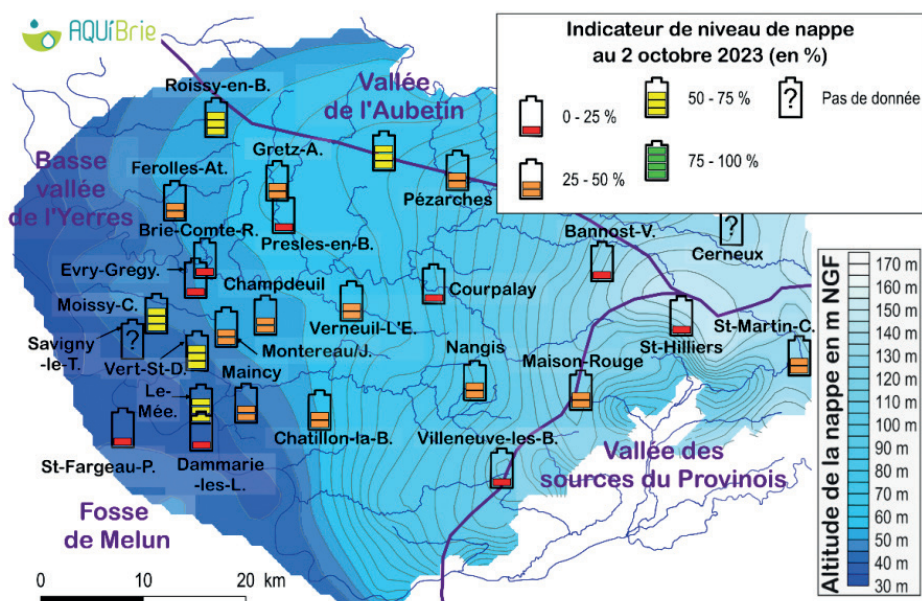 AQUiBrie
Indicateur de niveau de nappe
au 2 octobre 2023 (en %)
0 - 25 %
25 - 50 %
50 - 75 %
75 - 100 %
? Pas de donnée
Roissy-en-B.
Vallée
de l'Aubetin
Basse
vallée
de l'Yerres
Gretz-A.
Ferolles-At.
Pézarches
Brie-Comte-R.
Presles-en-B.
Bannost-V.
?
Cerneux
Evry-Gregy.
Champdeuil
Courpalay
Moissy-C.
Verneuil-L'E.
St-Hilliers
St-Martin-C.
Savigny
-le-T.
?
Vert-St-D.
Montereau/J.
Nangis
Maison-Rouge
Maincy
Le-
Mée.
Chatillon-la-B.
Villeneuve-les-B.
St-Fargeau-P.
Dammarie
-les-L.
Vallée des
sources du Provinois
Fosse
de Melun
0 10 20 km
Altitude de la nappe en m NGF
170 m
160 m
150 m
140 m
130 m
120 m
110 m
100 m
90 m
80 m
70 m
60 m
50 m
40 m
30 m